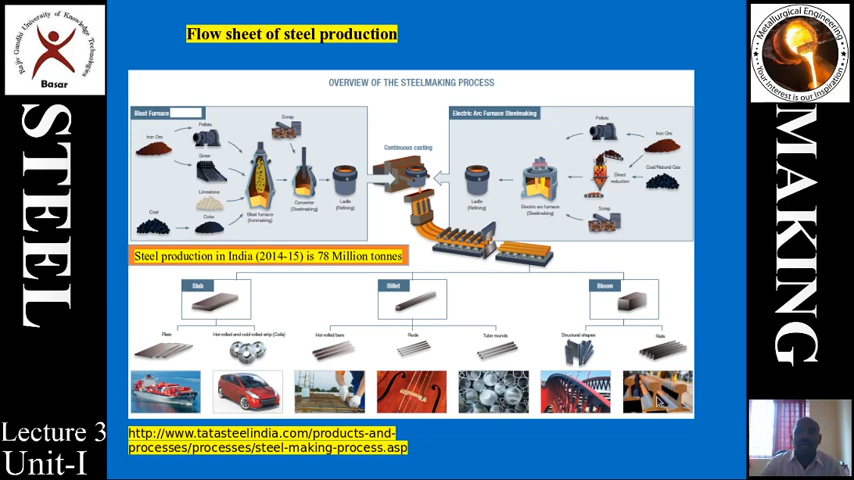 Flow sheet of steel production
Rajiv Gandhi University of Knowledge Technologies
Basar
Metallurgical Engineering
Your Interest is our Inspiration
STEEL
MAKING
OVERVIEW OF THE STEELMAKING PROCESS
Blast Furnace
Electric Arc Furnace Steelmaking
Iron Ore
Pellets
Sinter
Limestone
Coal
Coke
Scrap
Blast furnace
(Ironmaking)
Converter
(Steelmaking)
Ladle
(Refining)
Continuous casting
Ladle
(Refining)
Electric arc furnace
(Steelmaking)
Pellets
Iron Ore
Direct
reduction
Coal/Natural Gas
Scrap
Steel production in India (2014-15) is 78 Million tonnes
Slab
Billet
Bloom
Plate
Hot rolled and cold rolled strip (Coils)
Hot rolled bars
Rods
Tube rounds
Structural shapes
Rails
http://www.tatasteelindia.com/products-and-
processes/processes/steel-making-process.asp
Lecture 3
Unit-I